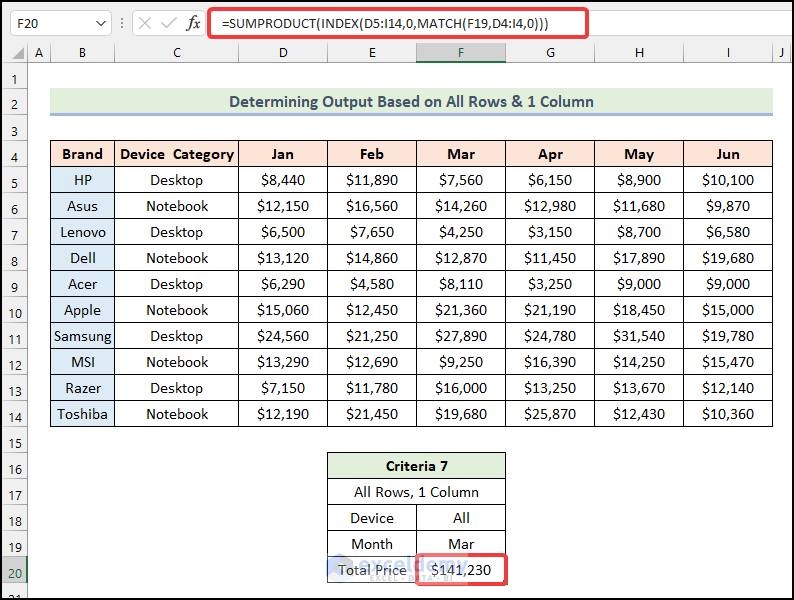 F20 fx =SUMPRODUCT(INDEX(D5:I14,0,MATCH(F19,D4:I4,0)))
A B C D E F G H I J
1
2 Determining Output Based on All Rows & 1 Column
3
4 Brand Device Category Jan Feb Mar Apr May Jun
5 HP Desktop $8,440 $11,890 $7,560 $6,150 $8,900 $10,100
6 Asus Notebook $12,150 $16,560 $14,260 $12,980 $11,680 $9,870
7 Lenovo Desktop $6,500 $7,650 $4,250 $3,150 $8,700 $6,580
8 Dell Notebook $13,120 $14,860 $12,870 $11,450 $17,890 $19,680
9 Acer Desktop $6,290 $4,580 $8,110 $3,250 $9,000 $9,000
10 Apple Notebook $15,060 $12,450 $21,360 $21,190 $18,450 $15,000
11 Samsung Desktop $24,560 $21,250 $27,890 $24,780 $31,540 $19,780
12 MSI Notebook $13,290 $12,690 $9,250 $16,390 $14,250 $15,470
13 Razer Desktop $7,150 $11,780 $16,000 $13,250 $13,670 $12,140
14 Toshiba Notebook $12,190 $21,450 $19,680 $25,870 $12,430 $10,360
15
16 Criteria 7
17 All Rows, 1 Column
18 Device All
19 Month Mar
20 Total Price $141,230
exceldemy
EXCEL - DATA - BI